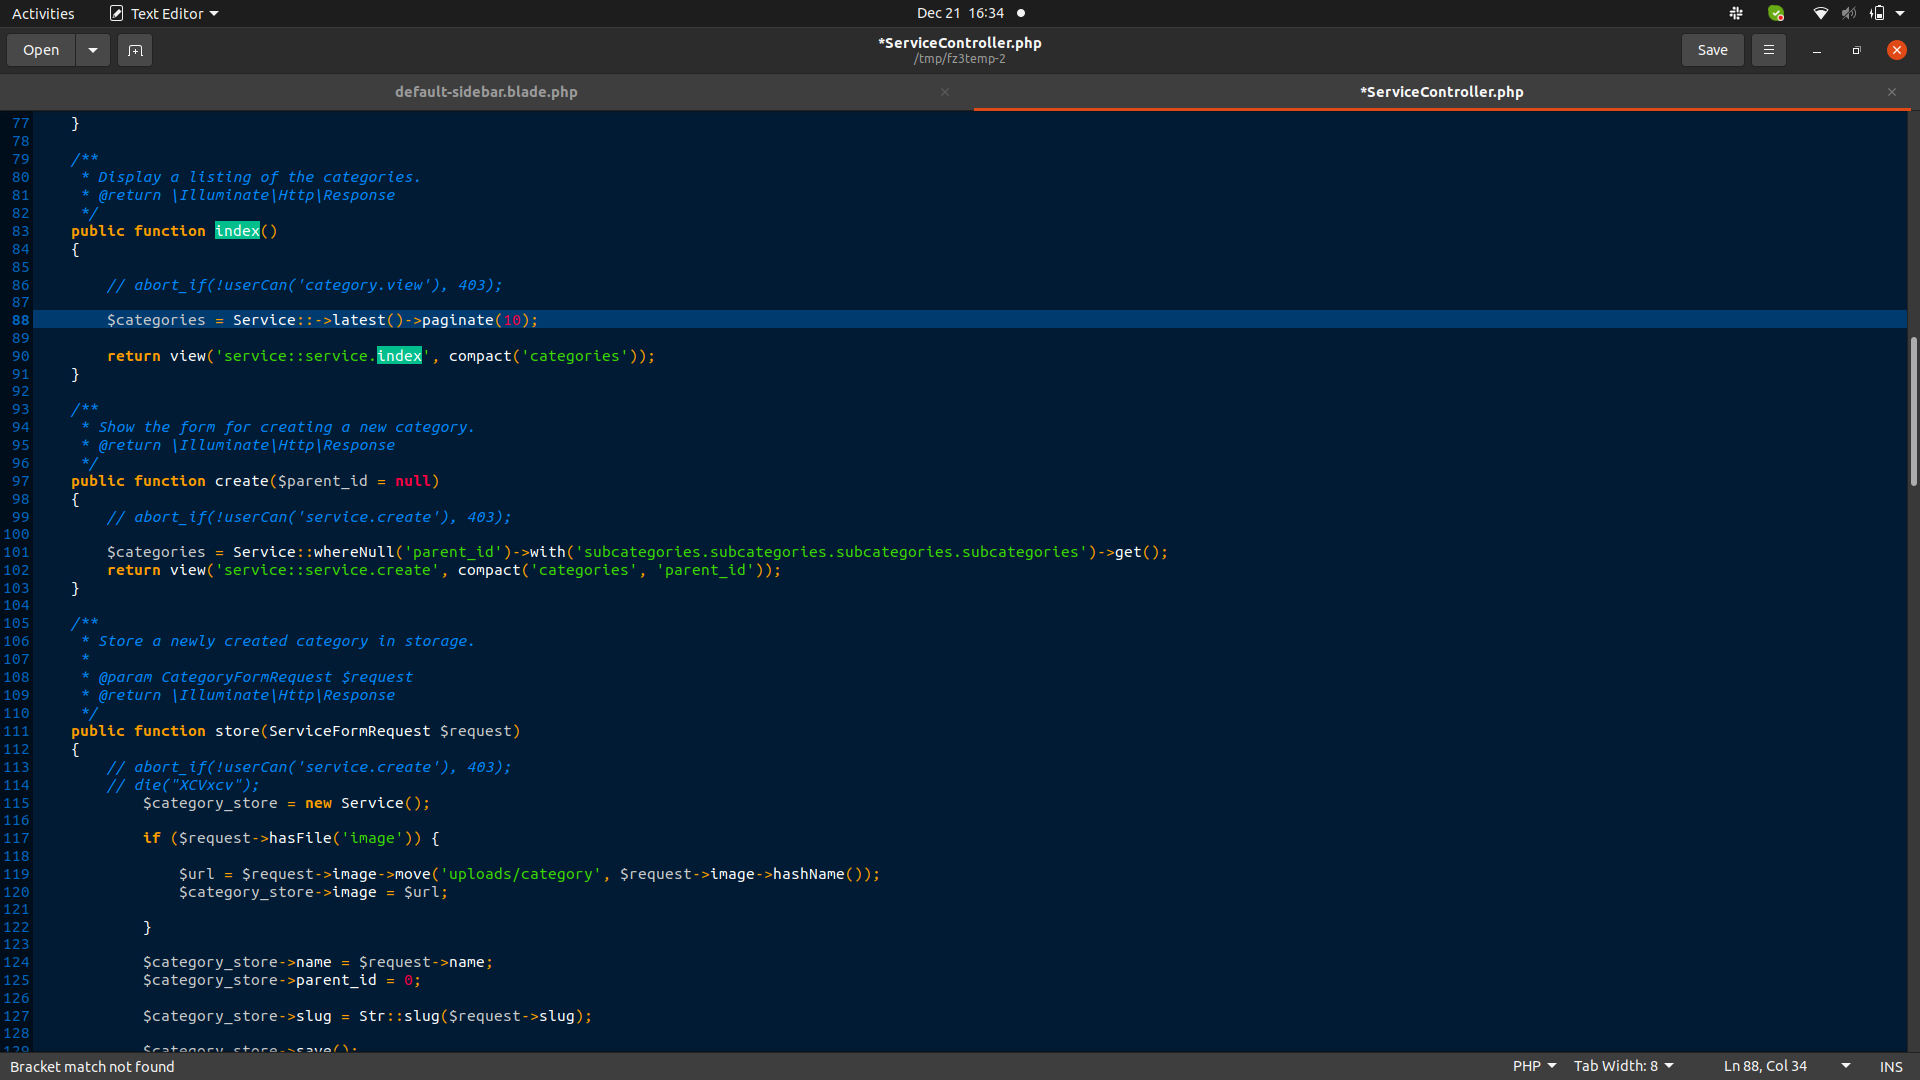 Activities Text Editor Dec 21 16:34
Open *ServiceController.php Save
/tmp/fz3temp-2
default-sidebar.blade.php *ServiceController.php
77     }
78
79     /**
80      * Display a listing of the categories.
81      * @return \Illuminate\Http\Response
82      */
83     public function index()
84     {
85
86         // abort_if(!userCan('category.view'), 403);
87
88         $categories = Service::->latest()->paginate(10);
89
90         return view('service::service.index', compact('categories'));
91     }
92
93     /**
94      * Show the form for creating a new category.
95      * @return \Illuminate\Http\Response
96      */
97     public function create($parent_id = null)
98     {
99         // abort_if(!userCan('service.create'), 403);
100
101         $categories = Service::whereNull('parent_id')->with('subcategories.subcategories.subcategories.subcategories')->get();
102         return view('service::service.create', compact('categories', 'parent_id'));
103     }
104
105     /**
106      * Store a newly created category in storage.
107      *
108      * @param CategoryFormRequest $request
109      * @return \Illuminate\Http\Response
110      */
111     public function store(ServiceFormRequest $request)
112     {
113         // abort_if(!userCan('service.create'), 403);
114         // die("XCVxcv");
115             $category_store = new Service();
116
117             if ($request->hasFile('image')) {
118
119                 $url = $request->image->move('uploads/category', $request->image->hashName());
120                 $category_store->image = $url;
121
122             }
123
124             $category_store->name = $request->name;
125             $category_store->parent_id = 0;
126
127             $category_store->slug = Str::slug($request->slug);
128
129             $category_store->save();
Bracket match not found PHP Tab Width: 8 Ln 88, Col 34 INS